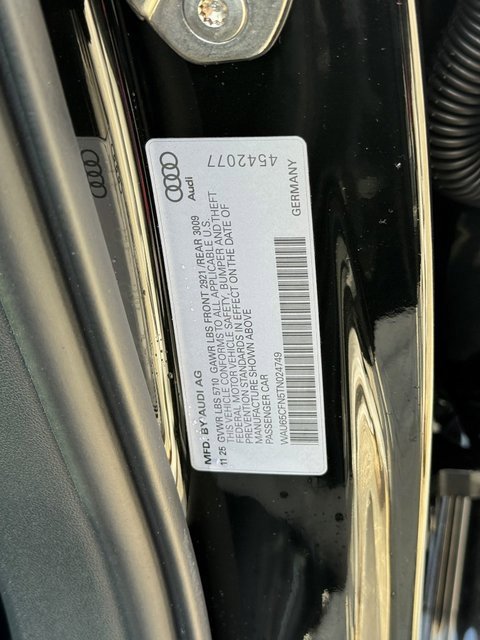 MFD. BY AUDI AG
11 25 GVWR LBS 5710 GAWR LBS FRONT 2921 /REAR 3009
THIS VEHICLE CONFORMS TO ALL APPLICABLE U.S.
FEDERAL MOTOR VEHICLE SAFETY, BUMPER AND THEFT
PREVENTION STANDARDS IN EFFECT ON THE DATE OF
MANUFACTURE SHOWN ABOVE
PASSENGER CAR
WAU65CFN5TN024749
Audi
4542077
GERMANY